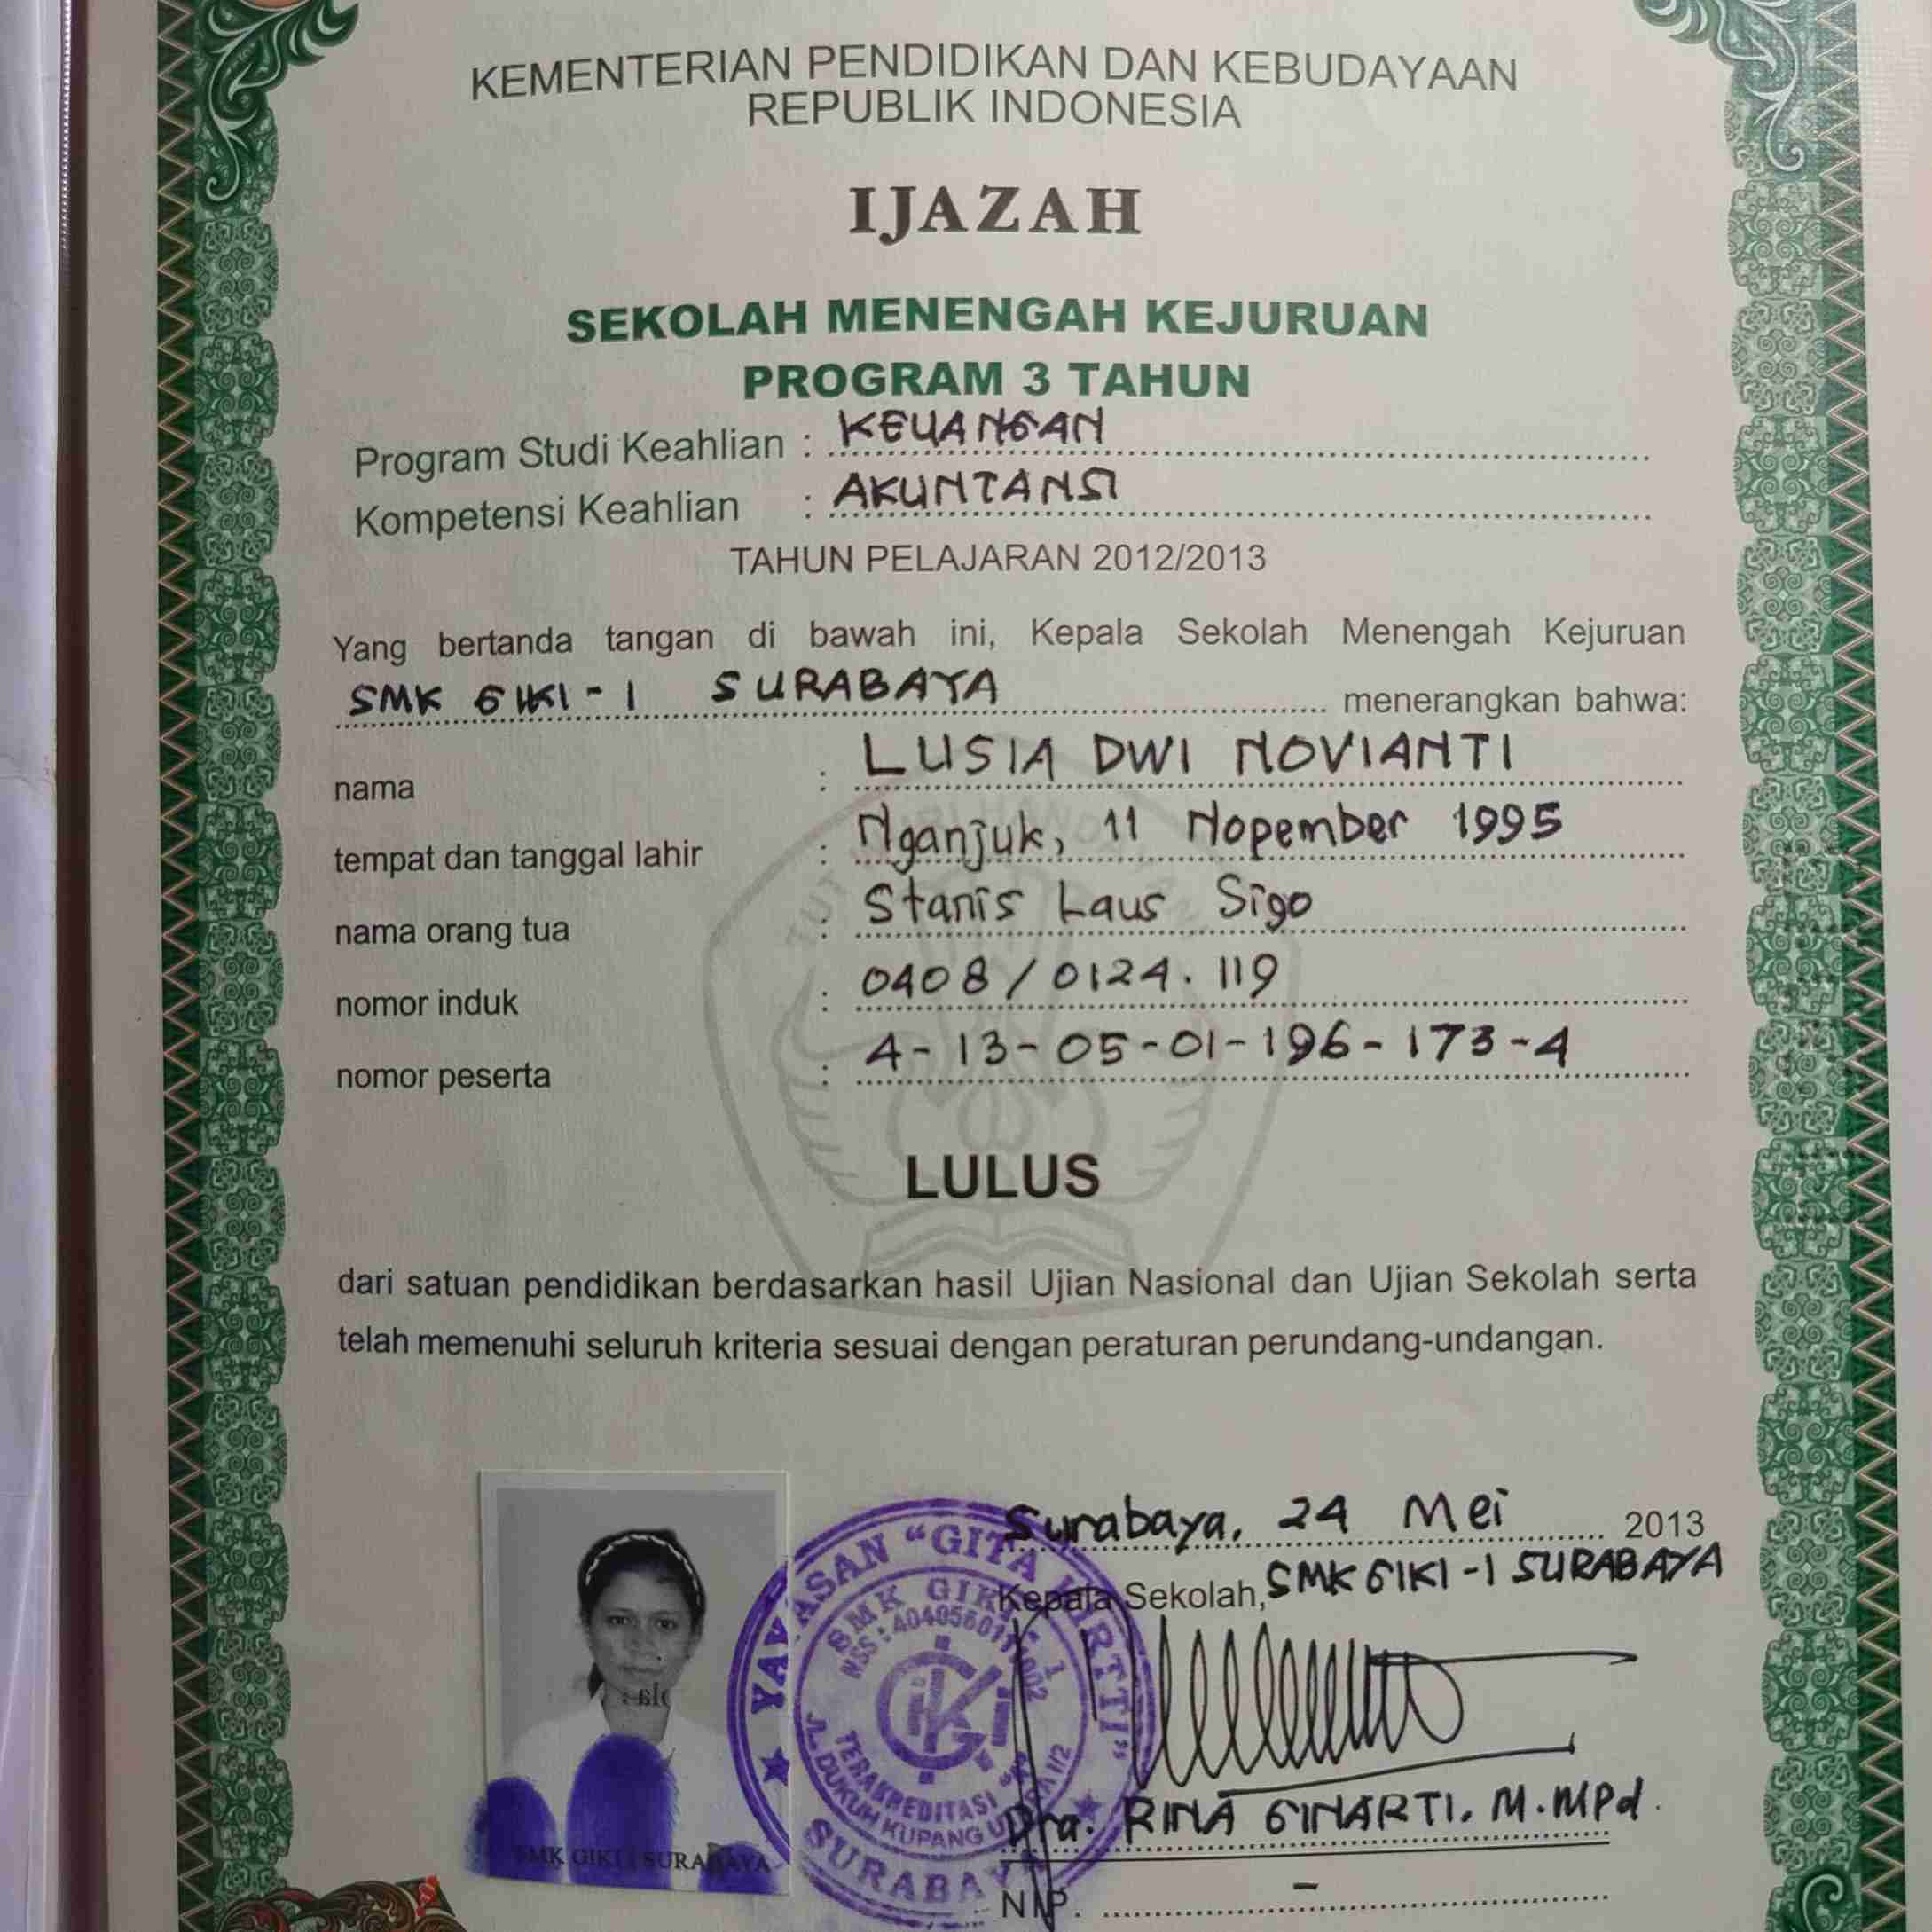 KEMENTERIAN PENDIDIKAN DAN KEBUDAYAAN
REPUBLIK INDONESIA
IJAZAH
SEKOLAH MENENGAH KEJURUAN
PROGRAM 3 TAHUN
Program Studi Keahlian : KEUANGAN
Kompetensi Keahlian : AKUNTANSI
TAHUN PELAJARAN 2012/2013
Yang bertanda tangan di bawah ini, Kepala Sekolah Menengah Kejuruan
SMK GIKI-1 SURABAYA menerangkan bahwa:
nama : LUSIA DWI NOVIANTI
tempat dan tanggal lahir : Nganjuk, 11 Nopember 1995
nama orang tua : Stanis Laus Sigo
nomor induk : 0408/0124.119
nomor peserta : 4-13-05-01-196-173-4
LULUS
dari satuan pendidikan berdasarkan hasil Ujian Nasional dan Ujian Sekolah serta
telah memenuhi seluruh kriteria sesuai dengan peraturan perundang-undangan.
Surabaya, 24 Mei 2013
Kepala Sekolah, SMK GIKI-1 SURABAYA
YAYASAN "GITA KIRTTI"
SMK GIKI 1
TERAKREDITASI
JL. DUKUH KUPANG
SURABAYA
SMK GIKI 1 SURABAYA
Dra. RINA GINARTI, M.MPd.
NIP. -